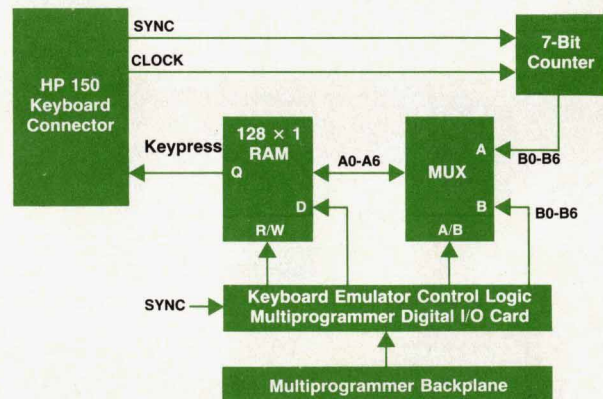 SYNC
CLOCK
HP 150
Keyboard
Connector
7-Bit
Counter
Keypress
128 × 1
RAM
Q
D
R/W
A0-A6
MUX
A
B
A/B
B0-B6
B0-B6
SYNC
Keyboard Emulator Control Logic
Multiprogrammer Digital I/O Card
Multiprogrammer Backplane